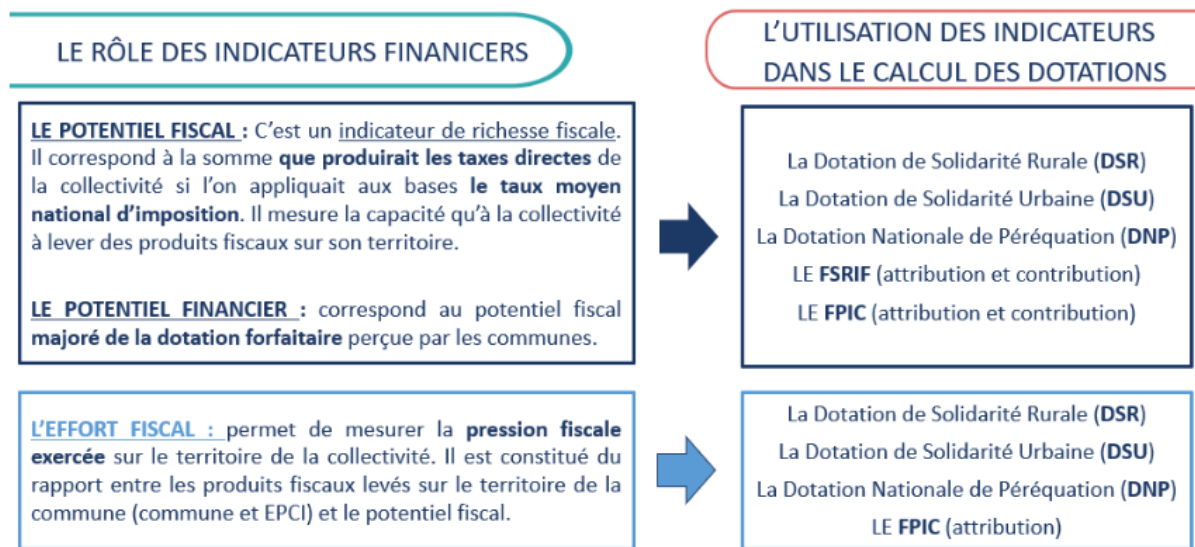 LE RÔLE DES INDICATEURS FINANICERS
L'UTILISATION DES INDICATEURS
DANS LE CALCUL DES DOTATIONS
LE POTENTIEL FISCAL : C'est un indicateur de richesse fiscale.
Il correspond à la somme que produirait les taxes directes de
la collectivité si l'on appliquait aux bases le taux moyen
national d'imposition. Il mesure la capacité qu'à la collectivité
à lever des produits fiscaux sur son territoire.
LE POTENTIEL FINANCIER : correspond au potentiel fiscal
majoré de la dotation forfaitaire perçue par les communes.
La Dotation de Solidarité Rurale (DSR)
La Dotation de Solidarité Urbaine (DSU)
La Dotation Nationale de Péréquation (DNP)
LE FSRIF (attribution et contribution)
LE FPIC (attribution et contribution)
L'EFFORT FISCAL : permet de mesurer la pression fiscale
exercée sur le territoire de la collectivité. Il est constitué du
rapport entre les produits fiscaux levés sur le territoire de la
commune (commune et EPCI) et le potentiel fiscal.
La Dotation de Solidarité Rurale (DSR)
La Dotation de Solidarité Urbaine (DSU)
La Dotation Nationale de Péréquation (DNP)
LE FPIC (attribution)